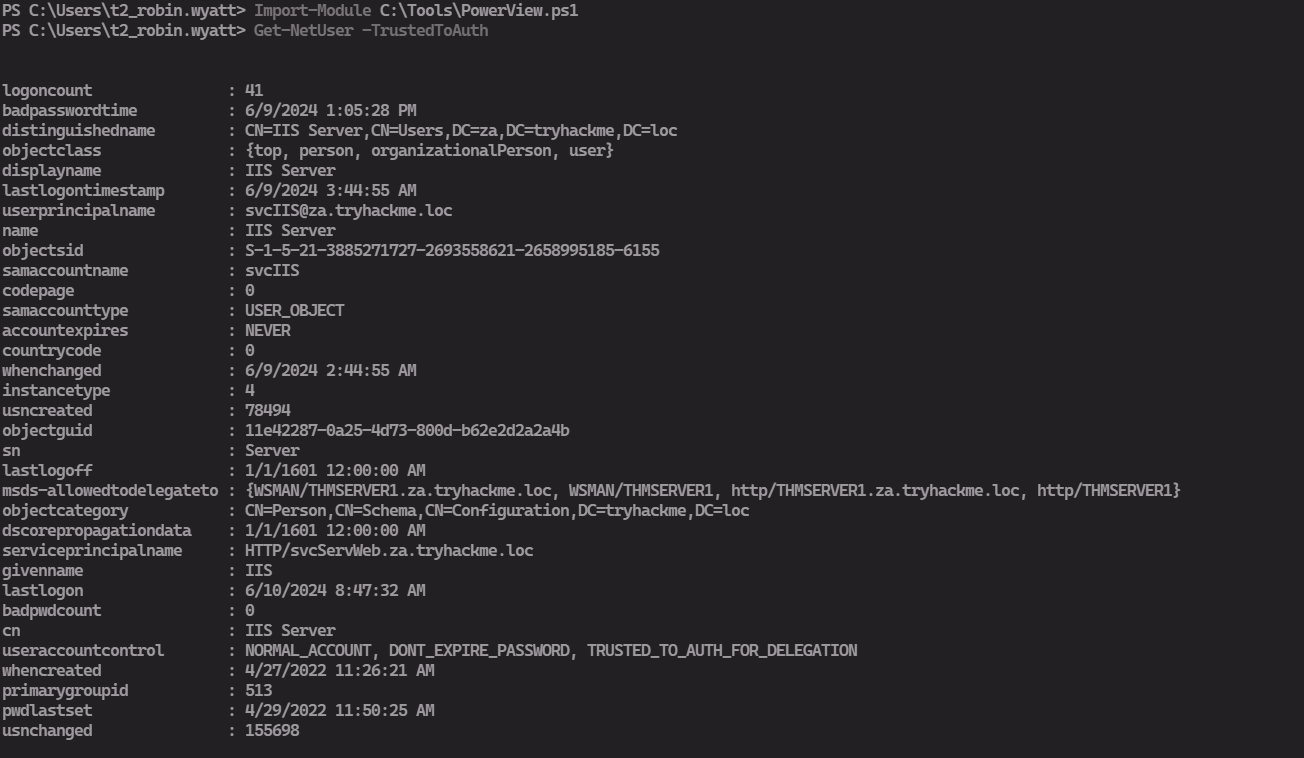 PS C:\Users\t2_robin.wyatt> Import-Module C:\Tools\PowerView.ps1
PS C:\Users\t2_robin.wyatt> Get-NetUser -TrustedToAuth
logoncount : 41
badpasswordtime : 6/9/2024 1:05:28 PM
distinguishedname : CN=IIS Server,CN=Users,DC=za,DC=tryhackme,DC=loc
objectclass : {top, person, organizationalPerson, user}
displayname : IIS Server
lastlogontimestamp : 6/9/2024 3:44:55 AM
userprincipalname : svcIIS@za.tryhackme.loc
name : IIS Server
objectsid : S-1-5-21-3885271727-2693558621-2658995185-6155
samaccountname : svcIIS
codepage : 0
samaccounttype : USER_OBJECT
accountexpires : NEVER
countrycode : 0
whenchanged : 6/9/2024 2:44:55 AM
instancetype : 4
usncreated : 78494
objectguid : 11e42287-0a25-4d73-800d-b62e2d2a2a4b
sn : Server
lastlogoff : 1/1/1601 12:00:00 AM
msds-allowedtodelegateto : {WSMAN/THMSERVER1.za.tryhackme.loc, WSMAN/THMSERVER1, http/THMSERVER1.za.tryhackme.loc, http/THMSERVER1}
objectcategory : CN=Person,CN=Schema,CN=Configuration,DC=tryhackme,DC=loc
dscorepropagationdata : 1/1/1601 12:00:00 AM
serviceprincipalname : HTTP/svcServWeb.za.tryhackme.loc
givenname : IIS
lastlogon : 6/10/2024 8:47:32 AM
badpwdcount : 0
cn : IIS Server
useraccountcontrol : NORMAL_ACCOUNT, DONT_EXPIRE_PASSWORD, TRUSTED_TO_AUTH_FOR_DELEGATION
whencreated : 4/27/2022 11:26:21 AM
primarygroupid : 513
pwdlastset : 4/29/2022 11:50:25 AM
usnchanged : 155698